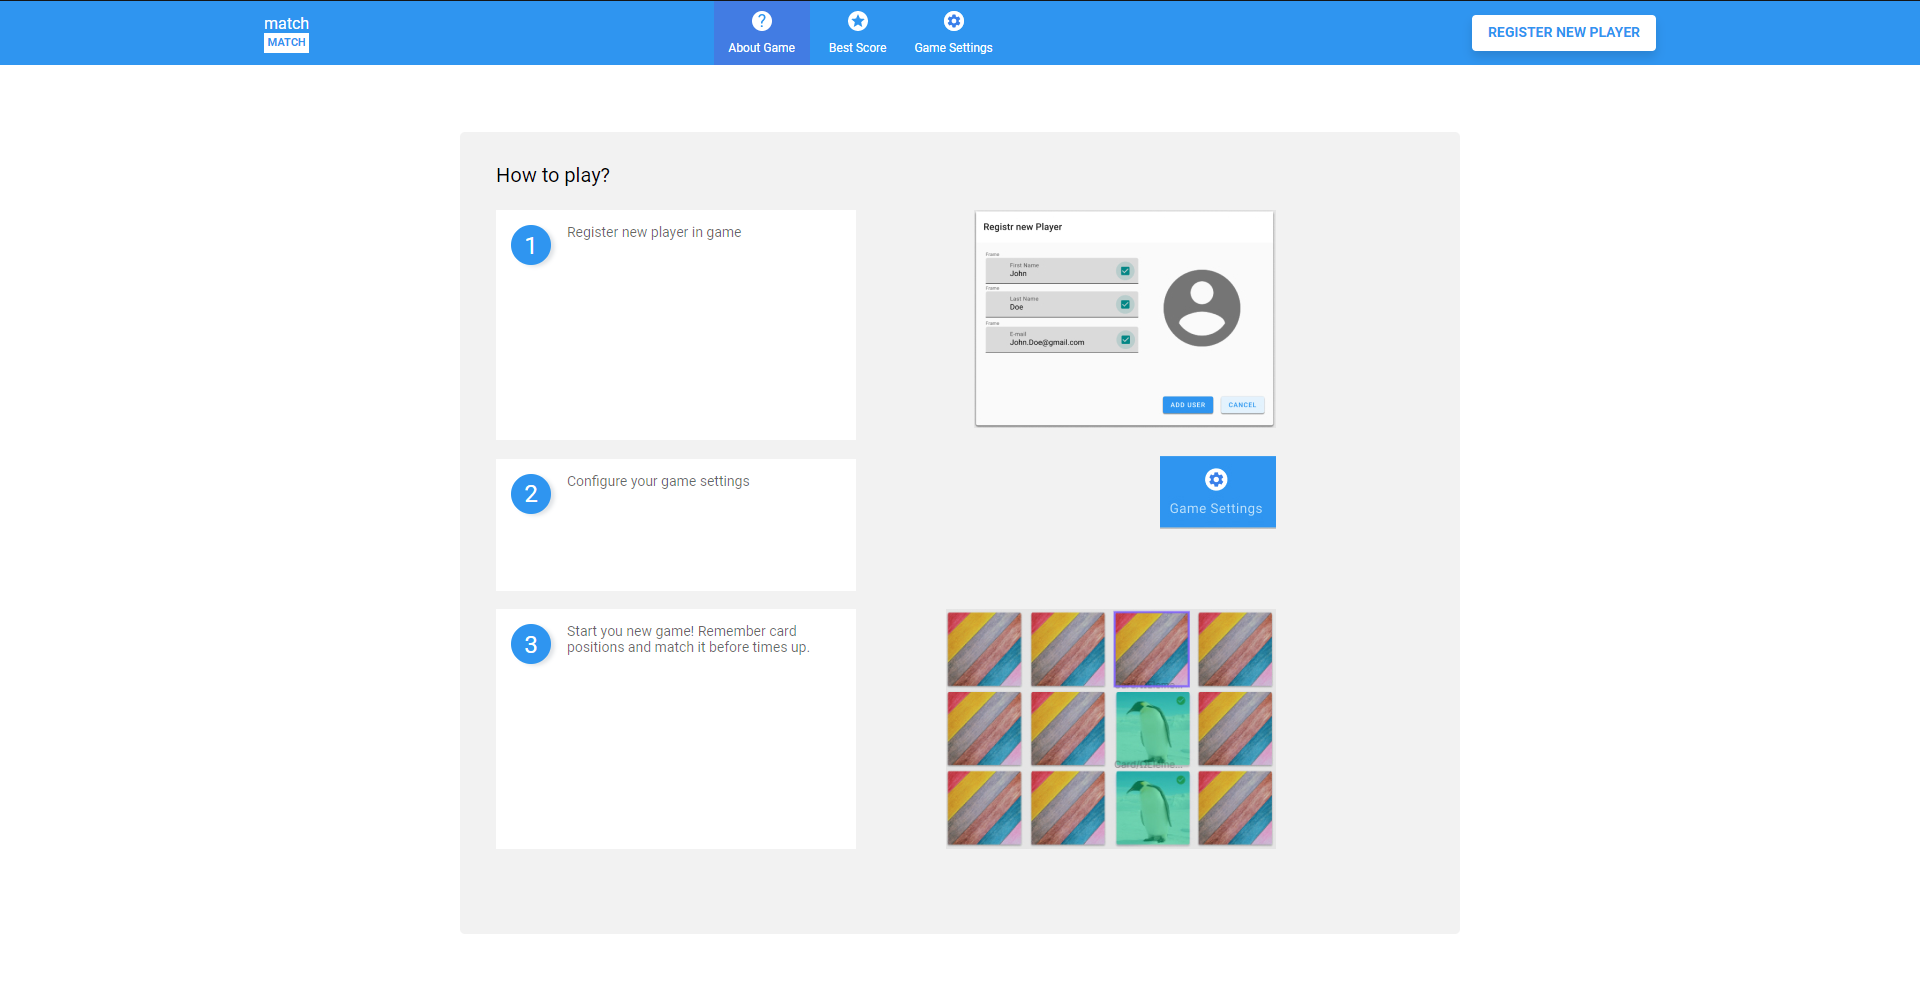 match
MATCH
?
About Game
Best Score
Game Settings
REGISTER NEW PLAYER
How to play?
1
Register new player in game
Registr new Player
Frame
First Name
John
Frame
Last Name
Doe
Frame
E-mail
John.Doe@gmail.com
ADD USER
CANCEL
2
Configure your game settings
Game Settings
3
Start you new game! Remember card
positions and match it before times up.